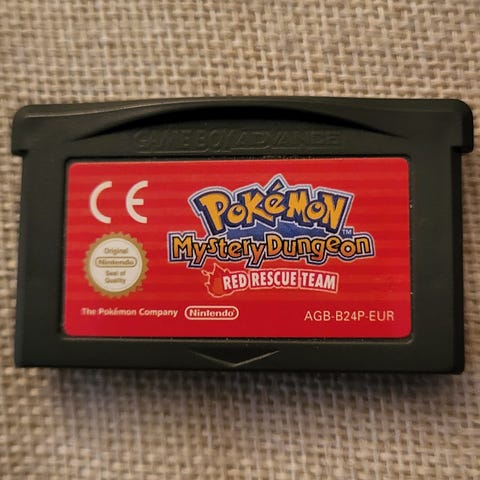 GAME BOY ADVANCE
CE
POKéMON
Mystery Dungeon™
RED RESCUE TEAM
Original
Nintendo
Seal of
Quality
The Pokémon Company Nintendo
AGB-B24P-EUR